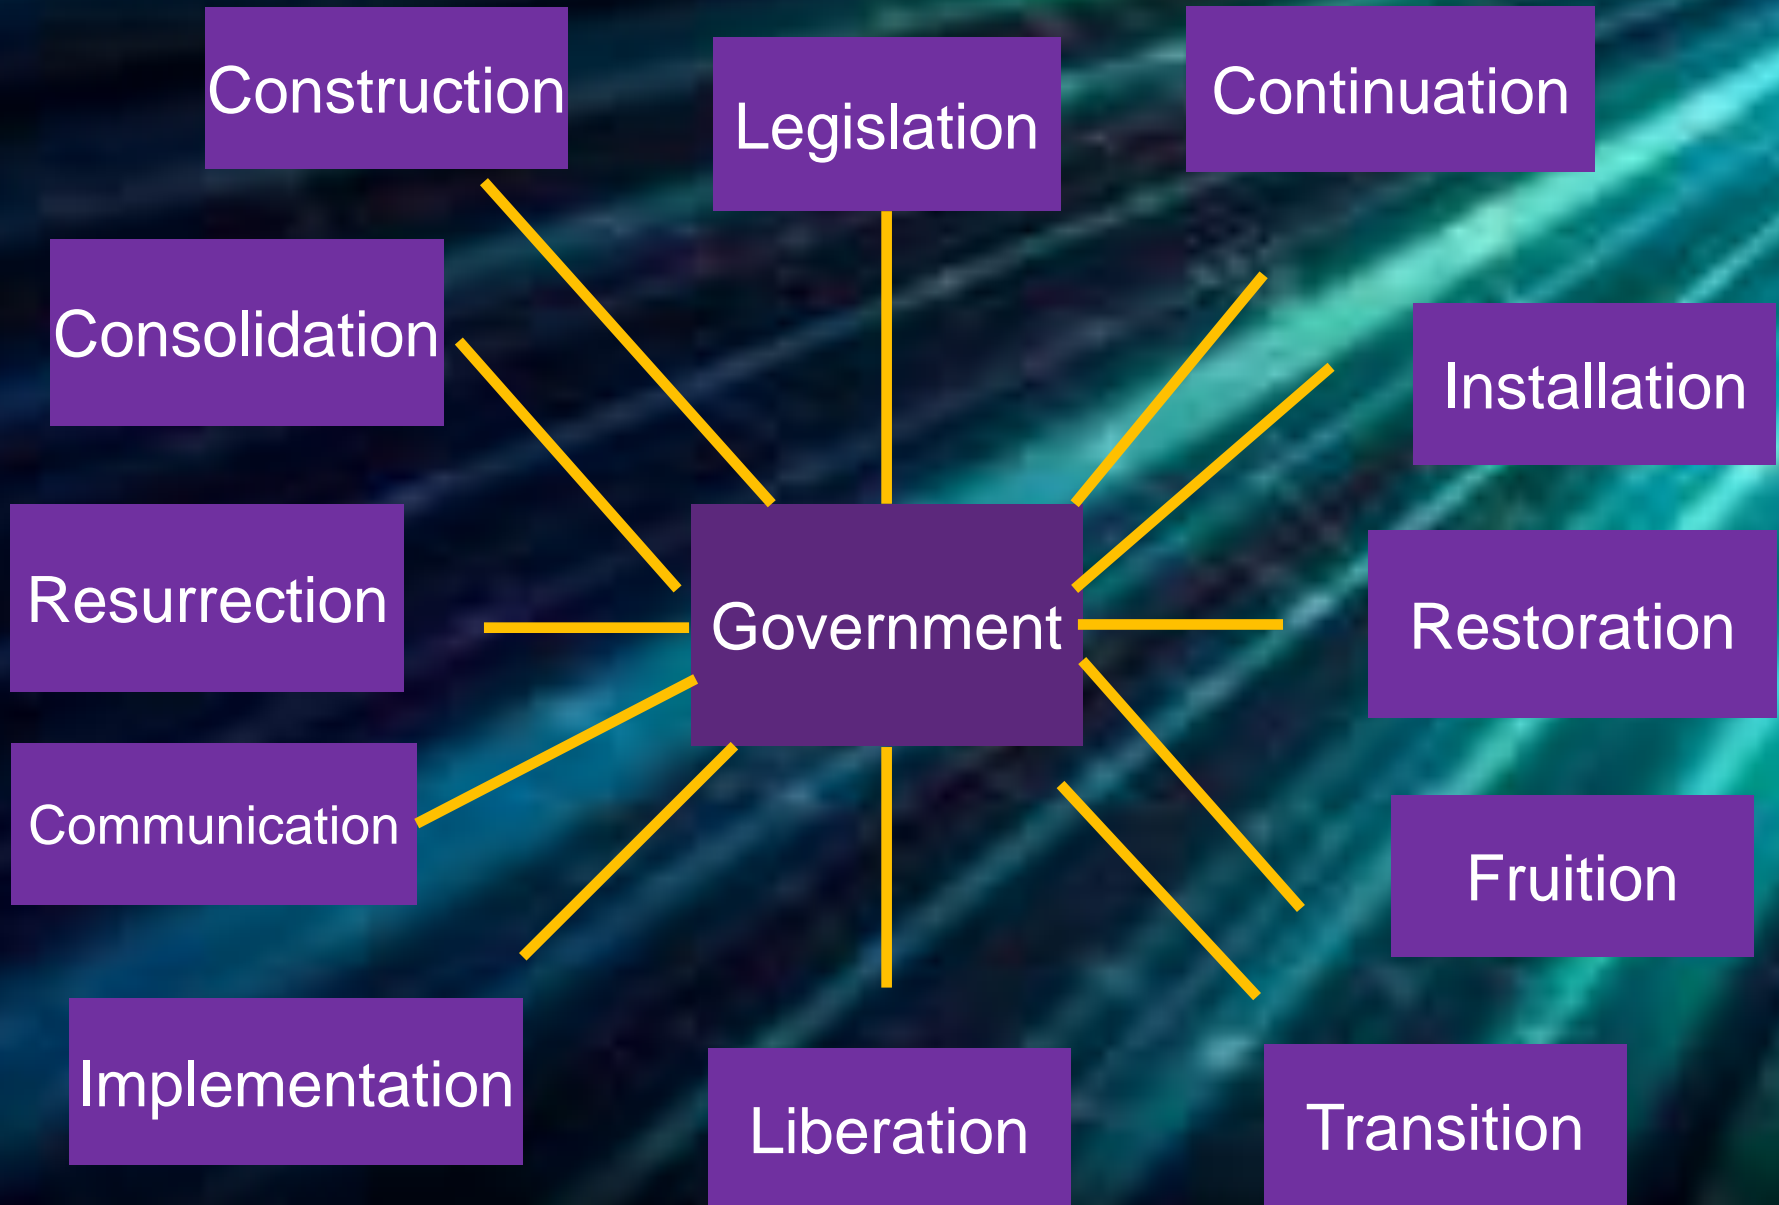 Construction
Legislation
Continuation
Consolidation
Installation
Resurrection
Government
Restoration
Communication
Fruition
Implementation
Liberation
Transition